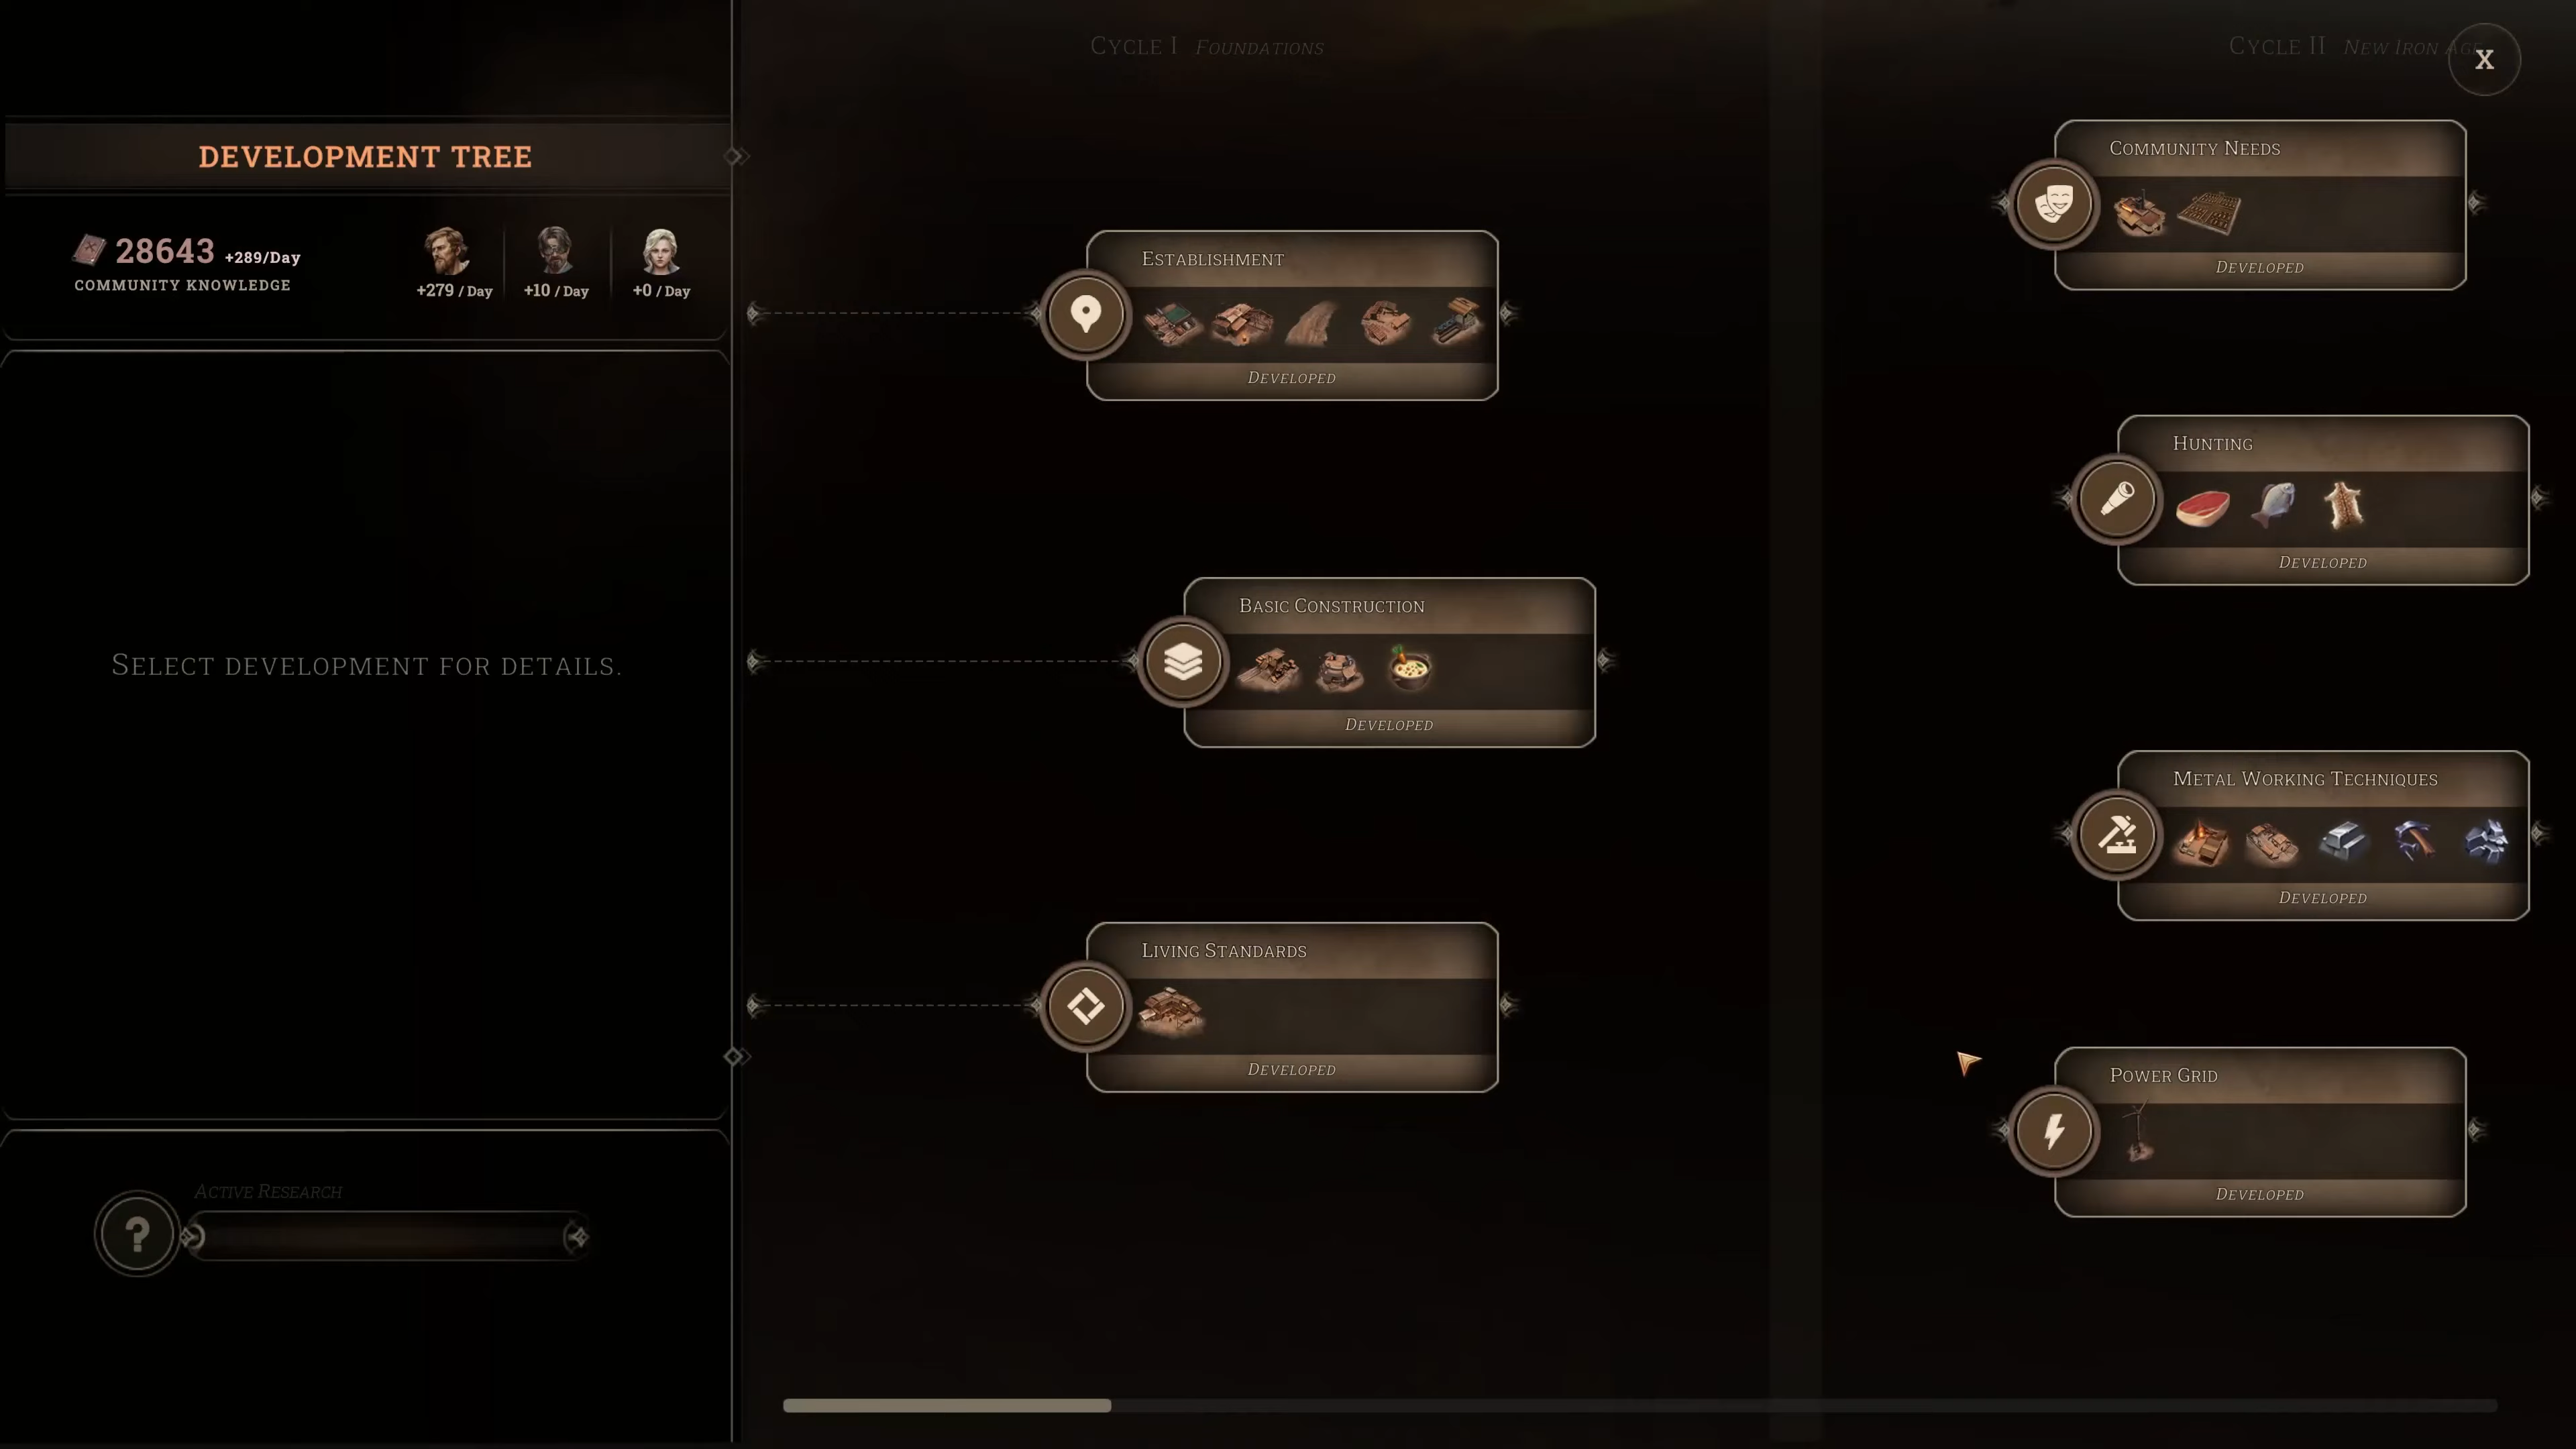 DEVELOPMENT TREE
28643 +289/Day
COMMUNITY KNOWLEDGE
+279 / Day
+10 / Day
+0 / Day
SELECT DEVELOPMENT FOR DETAILS.
ACTIVE RESEARCH
?
CYCLE I FOUNDATIONS
ESTABLISHMENT
DEVELOPED
BASIC CONSTRUCTION
DEVELOPED
LIVING STANDARDS
DEVELOPED
CYCLE II NEW IRON AGE
X
COMMUNITY NEEDS
DEVELOPED
HUNTING
DEVELOPED
METAL WORKING TECHNIQUES
DEVELOPED
POWER GRID
DEVELOPED